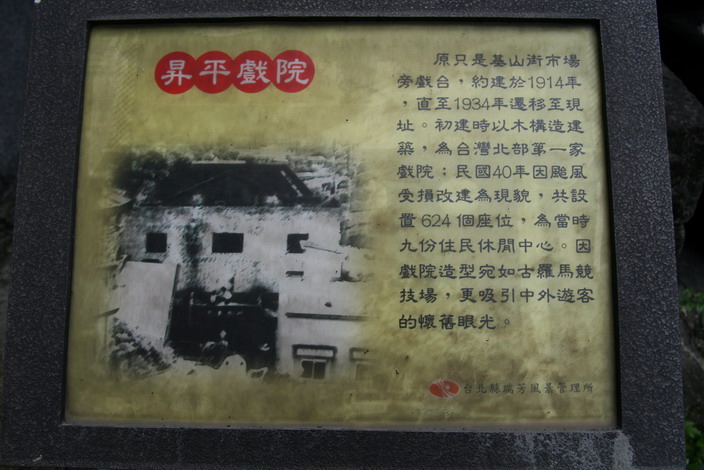 昇平戲院
原只是基山街市場
旁戲台，約建於1914年
，直至1934年遷移至現
址。初建時以木構造建
築，為台灣北部第一家
戲院；民國40年因颱風
受損改建為現貌，共設
置624個座位，為當時
九份住民休閒中心。因
戲院造型宛如古羅馬競
技場，更吸引中外遊客
的懷舊眼光。
台北縣瑞芳風景管理所